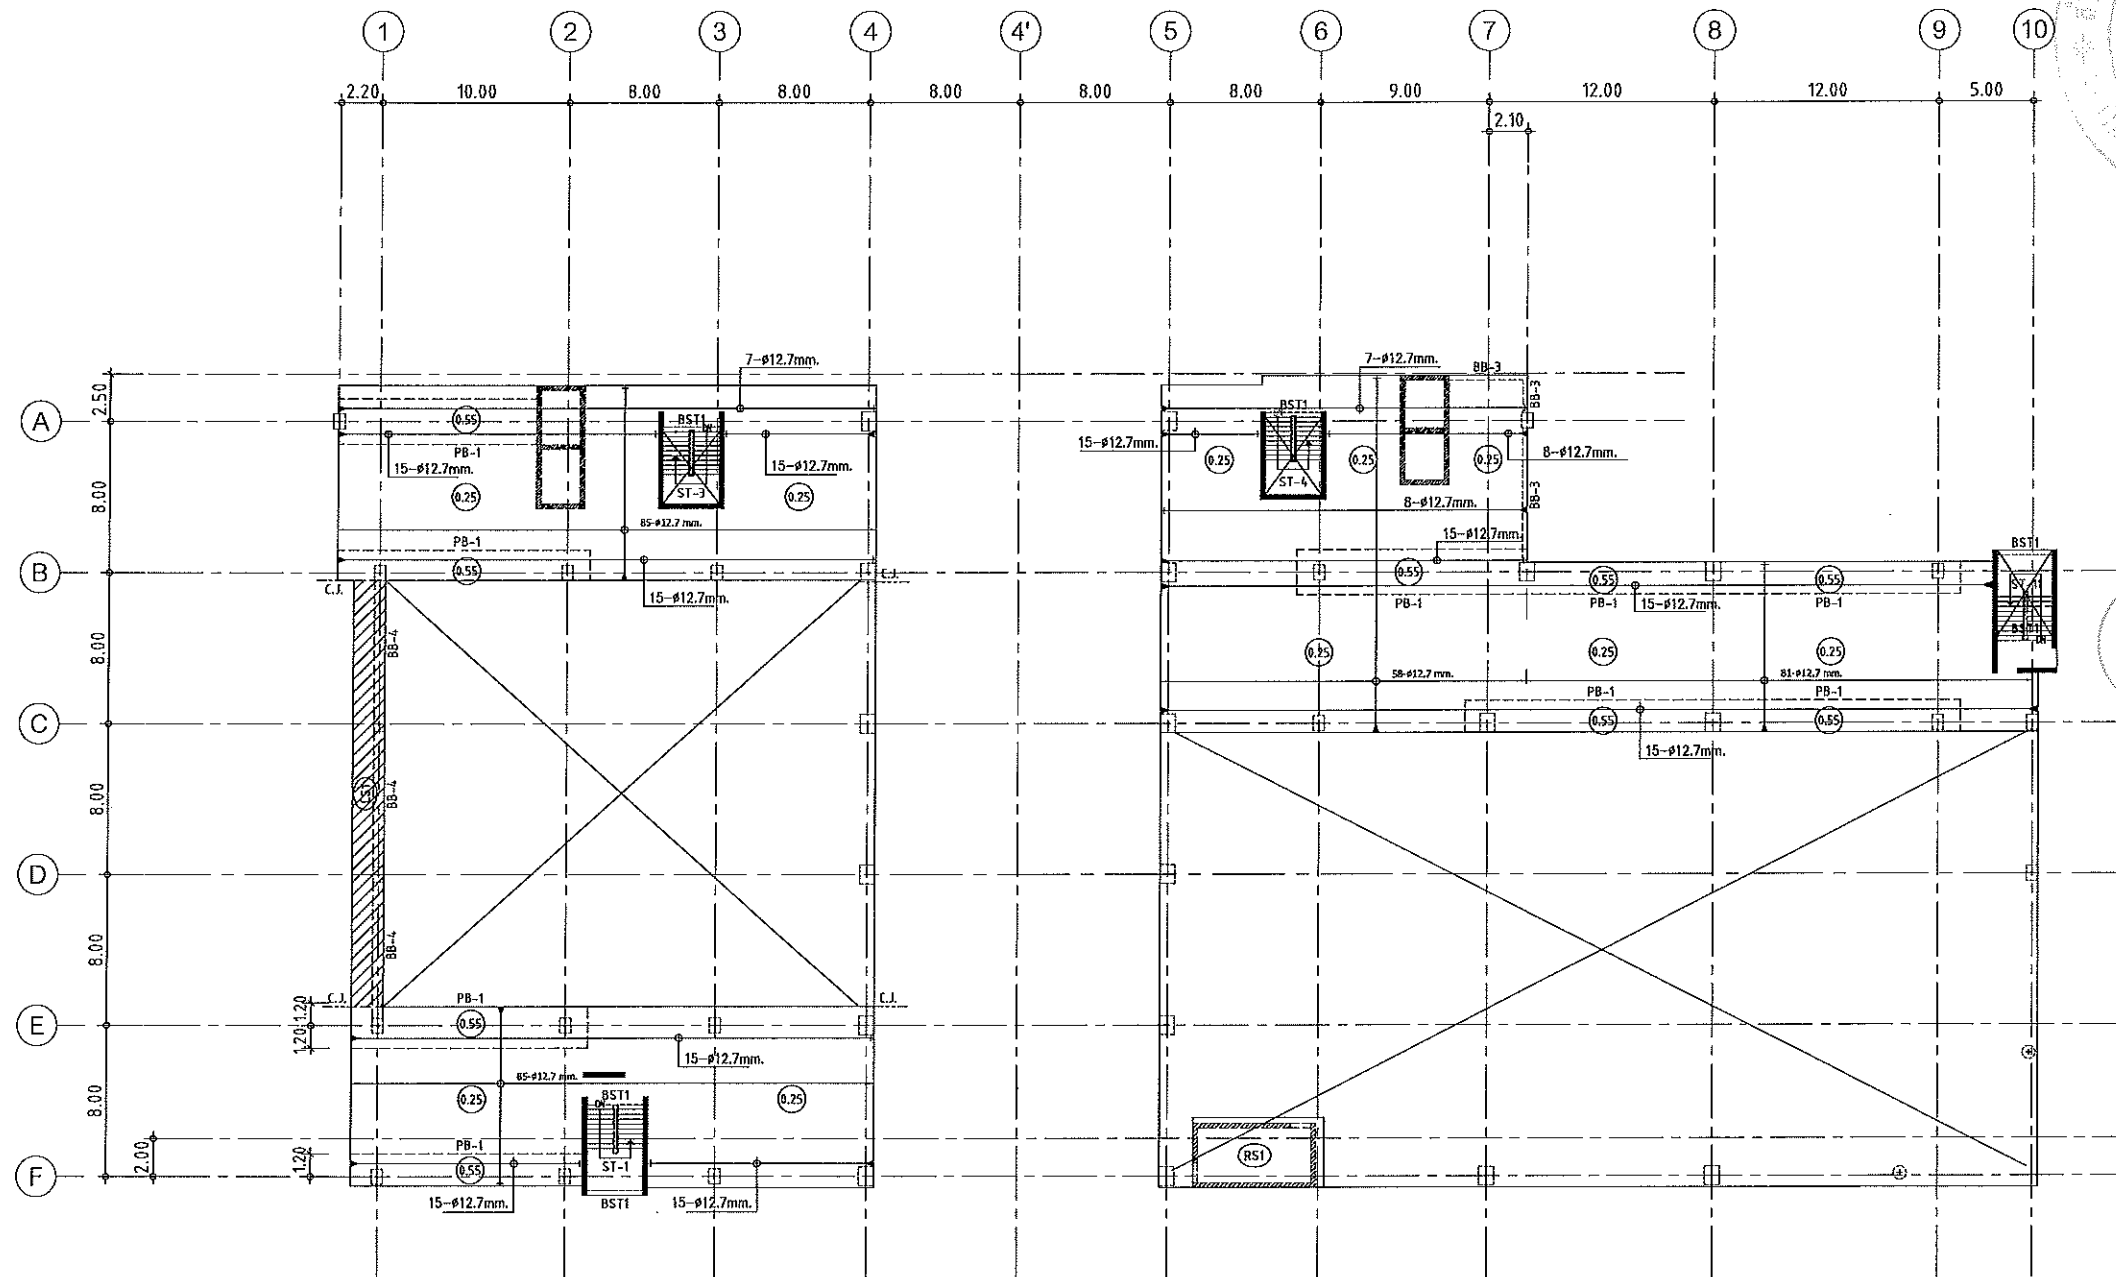 1 2 3 4 4' 5 6 7 8 9 10
2.20 10.00 8.00 8.00 8.00 8.00 8.00 9.00 12.00 12.00 5.00
2.10
7-ø12.7mm. 7-ø12.7mm. BB-3
2.50
BB-3
A 0.55 BST1 BST1
PB-1 15-ø12.7mm. 8-ø12.7mm.
15-ø12.7mm. 15-ø12.7mm. 0.25 0.25 0.25
0.25 ST-3 0.25 ST-4
8.00 BB-3
8-ø12.7mm.
85-ø12.7 mm.
PB-1 15-ø12.7mm. BST1
B 0.55 C.J. 0.55 0.55 0.55
C.J. 15-ø12.7mm. PB-1 PB-1 15-ø12.7mm. PB-1
BB-4 BST1
8.00 0.25 0.25 0.25
58-ø12.7 mm. 81-ø12.7 mm.
PB-1 PB-1
C 0.55 0.55
15-ø12.7mm.
8.00 BB-4
D
8.00 BB-4
1.20 C.J. PB-1 C.J.
E 0.55
1.20 15-ø12.7mm.
85-ø12.7 mm.
8.00 0.25 BST1 0.25
DN
2.00 1.20 PB-1
F 0.55 ST-1 RS1
15-ø12.7mm. BST1 15-ø12.7mm.